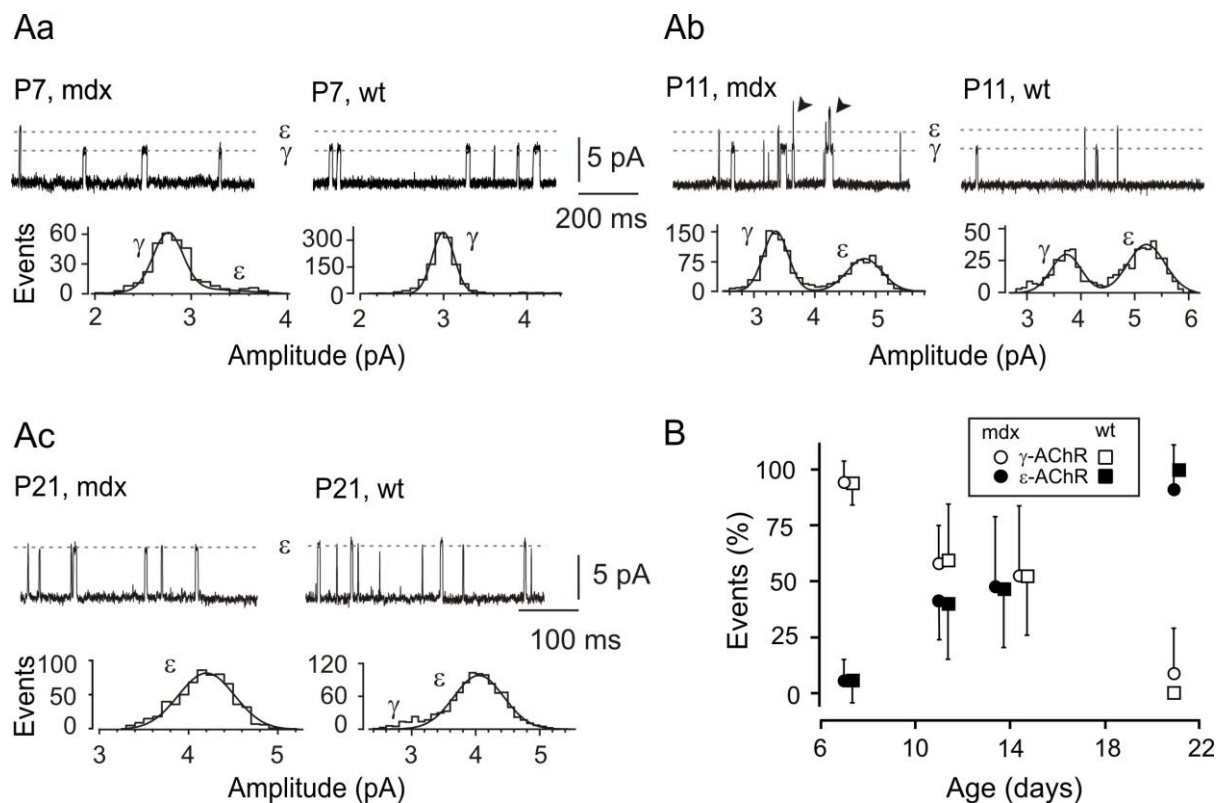 Aa
P7, mdx
P7, wt
ε
γ
5 pA
200 ms
Events
60
30
0
γ
ε
2 3 4
300
150
0
γ
2 3 4
Amplitude (pA)
Ab
P11, mdx
P11, wt
ε
γ
150
75
0
γ
ε
3 4 5
50
25
0
γ
ε
3 4 5 6
Amplitude (pA)
Ac
P21, mdx
P21, wt
ε
5 pA
100 ms
Events
100
50
0
ε
3 4 5
120
60
0
γ
ε
3 4 5
Amplitude (pA)
B
mdx wt
γ-AChR
ε-AChR
Events (%)
100
75
50
25
0
6 10 14 18 22
Age (days)